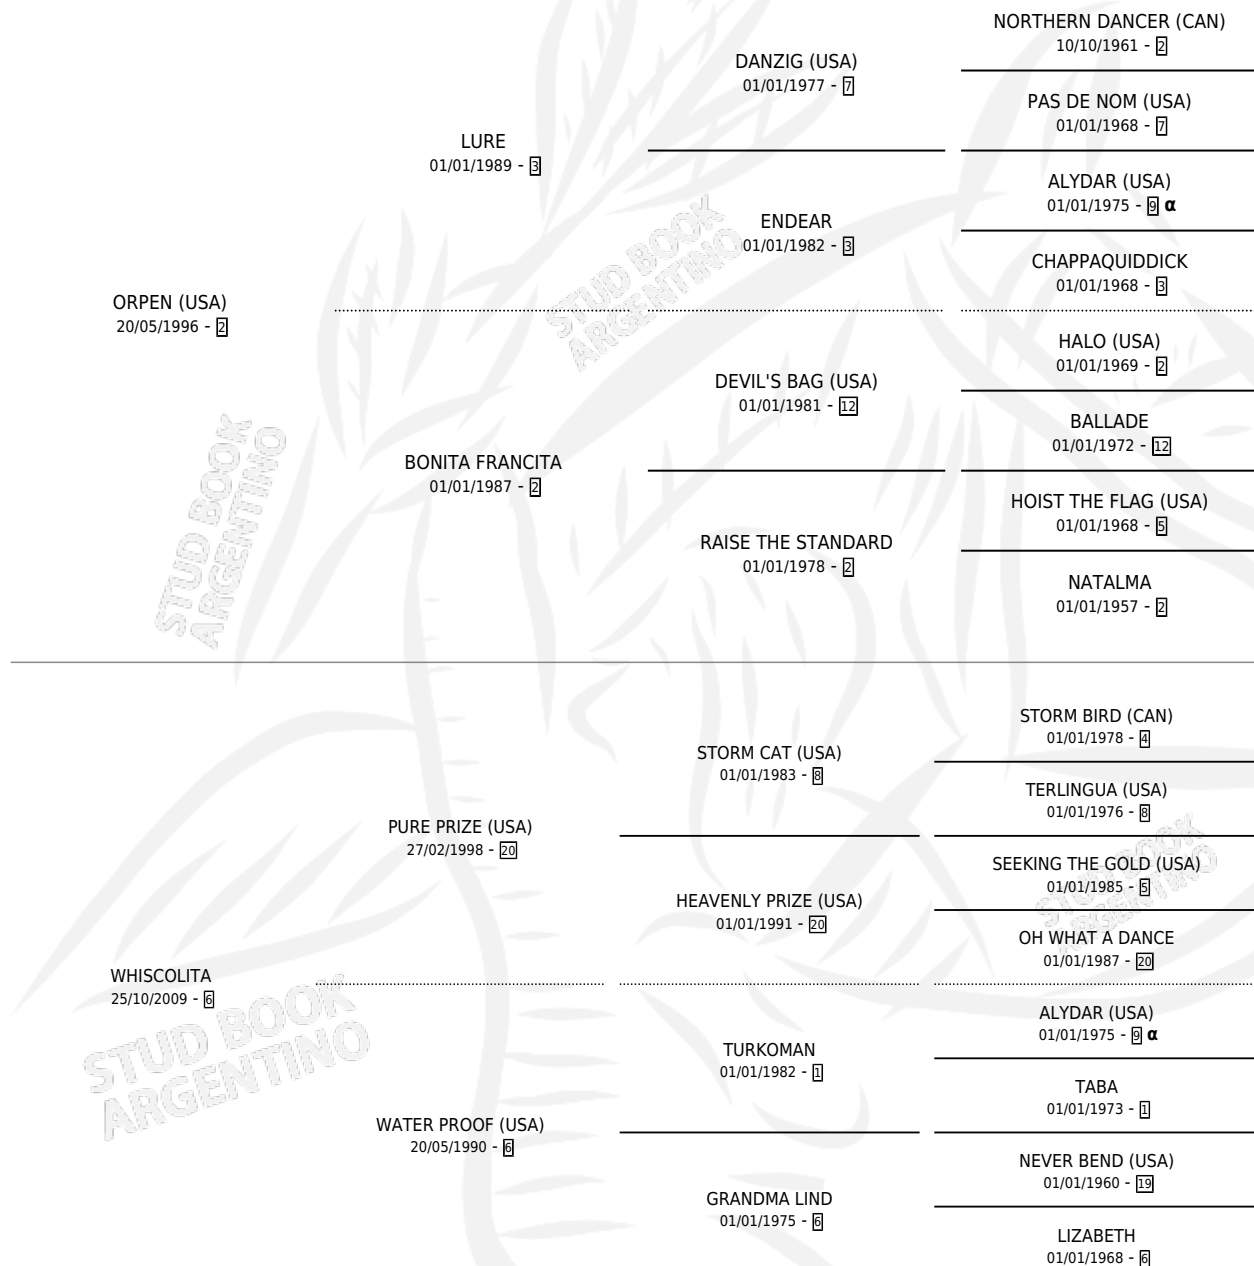 NORTHERN DANCER (CAN)
10/10/1961 - 2
DANZIG (USA)
01/01/1977 - 7
PAS DE NOM (USA)
01/01/1968 - 7
LURE
01/01/1989 - 3
ALYDAR (USA)
01/01/1975 - 9 α
ENDEAR
01/01/1982 - 3
CHAPPAQUIDDICK
01/01/1968 - 3
ORPEN (USA)
20/05/1996 - 2
HALO (USA)
01/01/1969 - 2
DEVIL'S BAG (USA)
01/01/1981 - 12
BALLADE
01/01/1972 - 12
BONITA FRANCITA
01/01/1987 - 2
HOIST THE FLAG (USA)
01/01/1968 - 5
RAISE THE STANDARD
01/01/1978 - 2
NATALMA
01/01/1957 - 2
STUD BOOK
ARGENTINO
STUD BOOK
ARGENTINO
STORM BIRD (CAN)
01/01/1978 - 4
STORM CAT (USA)
01/01/1983 - 8
TERLINGUA (USA)
01/01/1976 - 8
PURE PRIZE (USA)
27/02/1998 - 20
SEEKING THE GOLD (USA)
01/01/1985 - 5
HEAVENLY PRIZE (USA)
01/01/1991 - 20
OH WHAT A DANCE
01/01/1987 - 20
WHISCOLITA
25/10/2009 - 6
ALYDAR (USA)
01/01/1975 - 9 α
TURKOMAN
01/01/1982 - 1
TABA
01/01/1973 - 1
WATER PROOF (USA)
20/05/1990 - 6
NEVER BEND (USA)
01/01/1960 - 19
GRANDMA LIND
01/01/1975 - 6
LIZABETH
01/01/1968 - 6
STUD BOOK
ARGENTINO
STUD BOOK
ARGENTINO